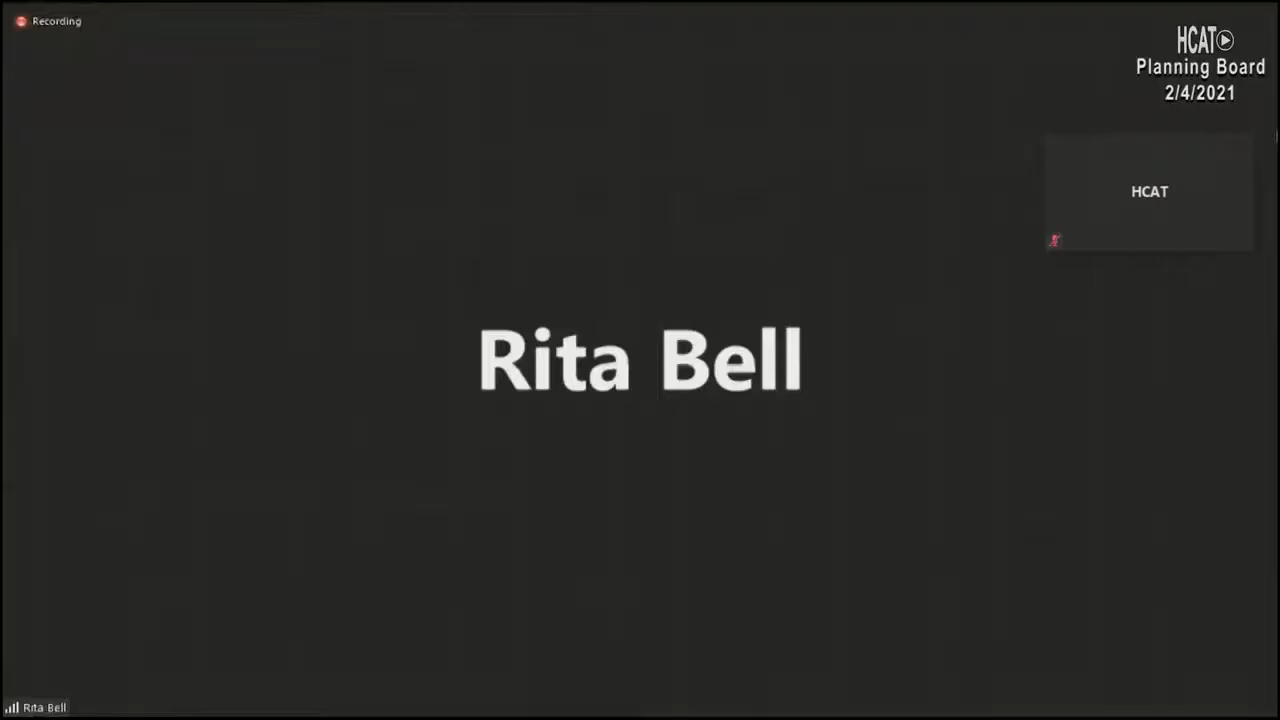 Recording
HCAT
Planning Board
2/4/2021
HCAT
Rita Bell
Rita Bell